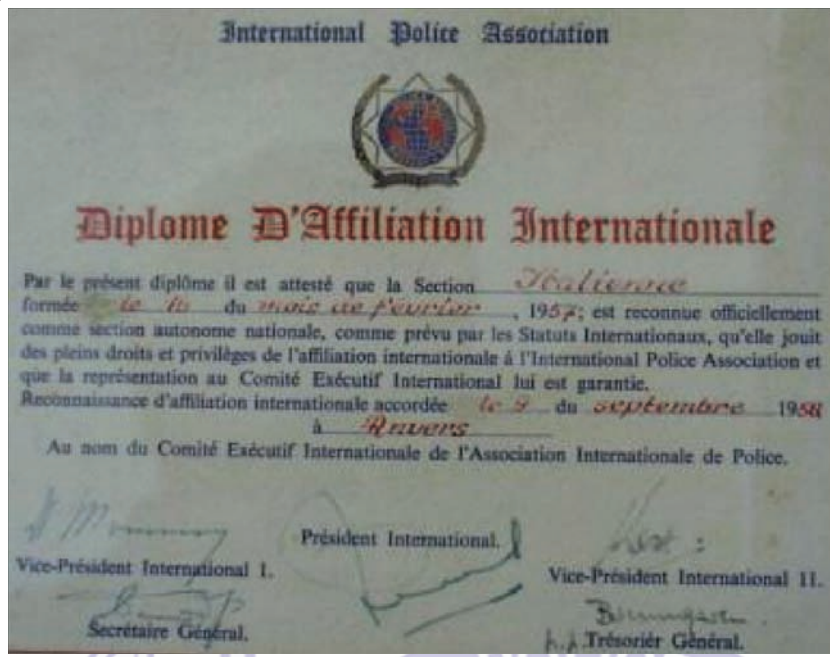 International Police Association
Diplome D'Affiliation Internationale
Par le présent diplôme il est attesté que la Section Italienne
formée le 16 du mois de fevrier, 1957; est reconnue officiellement
comme section autonome nationale, comme prévu par les Statuts Internationaux, qu'elle jouit
des pleins droits et privilèges de l'affiliation internationale à l'International Police Association et
que la représentation au Comité Exécutif International lui est garantie.
Reconnaissance d'affiliation internationale accordée le 9 du septembre 1958
à Anvers
Au nom du Comité Exécutif Internationale de l'Association Internationale de Police.
Président International.
Vice-Président International I.
Vice-Président International II.
Secrétaire Général.
p.p. Trésorièr Général.